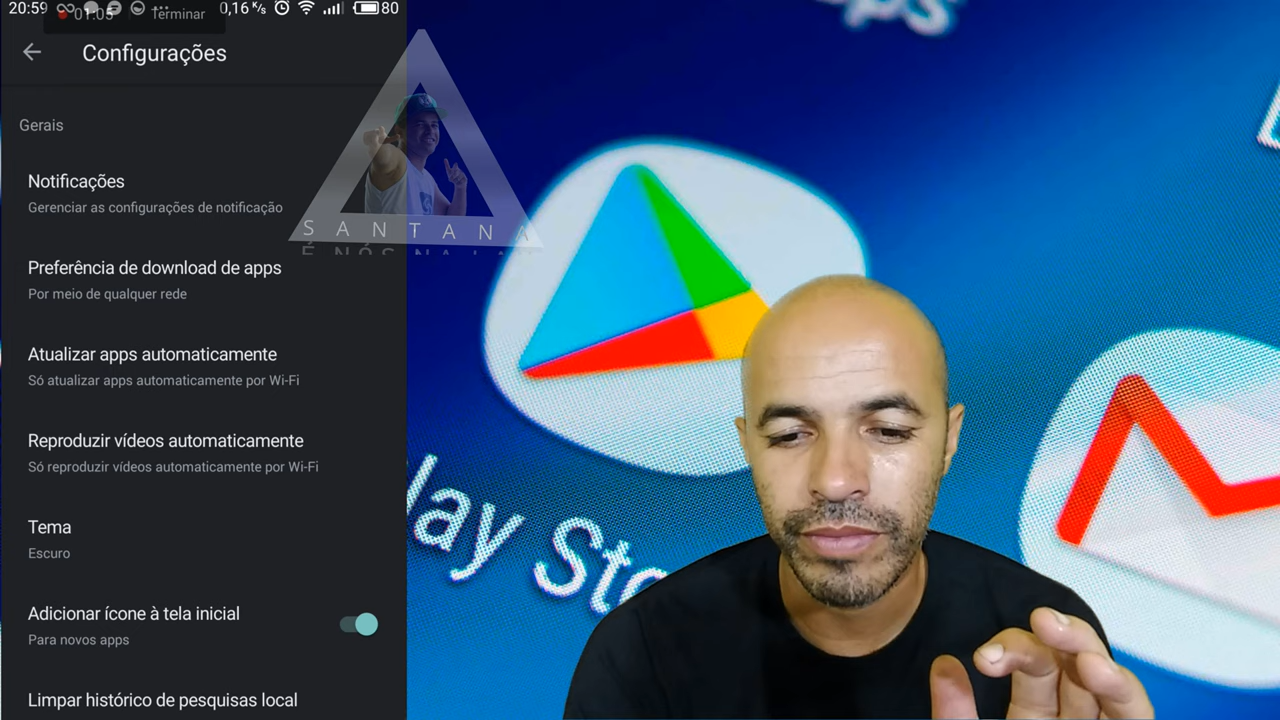 20:59
01:05
Terminar
0,16 K/s
80
Configurações
Gerais
Notificações
Gerenciar as configurações de notificação
Preferência de download de apps
Por meio de qualquer rede
Atualizar apps automaticamente
Só atualizar apps automaticamente por Wi-Fi
Reproduzir vídeos automaticamente
Só reproduzir vídeos automaticamente por Wi-Fi
Tema
Escuro
Adicionar ícone à tela inicial
Para novos apps
Limpar histórico de pesquisas local
SANTANA
É NÓS NA
lay Sto
ps